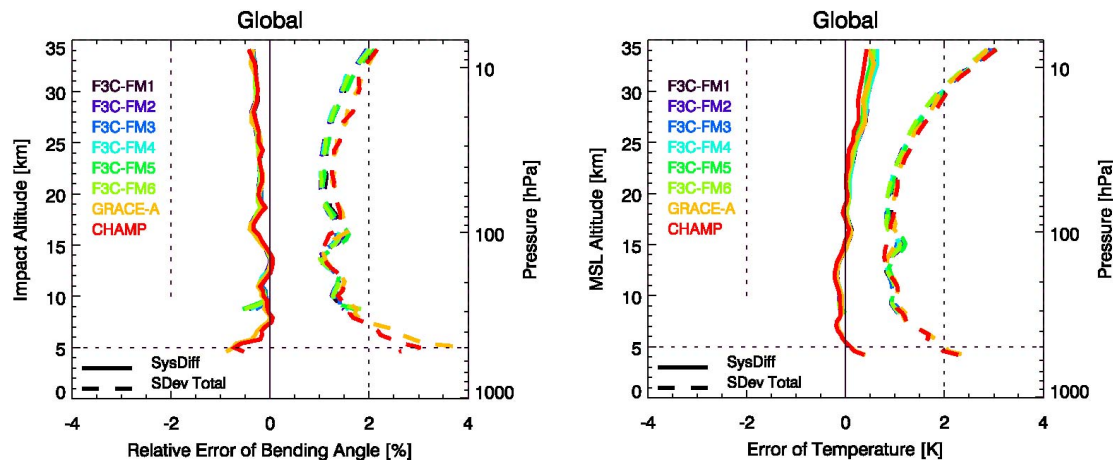 Global
35
30
25
20
15
10
5
0
Impact Altitude [km]
F3C-FM1
F3C-FM2
F3C-FM3
F3C-FM4
F3C-FM5
F3C-FM6
GRACE-A
CHAMP
SysDiff
SDev Total
10
100
1000
Pressure [hPa]
-4 -2 0 2 4
Relative Error of Bending Angle [%]
Global
35
30
25
20
15
10
5
0
MSL Altitude [km]
F3C-FM1
F3C-FM2
F3C-FM3
F3C-FM4
F3C-FM5
F3C-FM6
GRACE-A
CHAMP
SysDiff
SDev Total
10
100
1000
Pressure [hPa]
-4 -2 0 2 4
Error of Temperature [K]